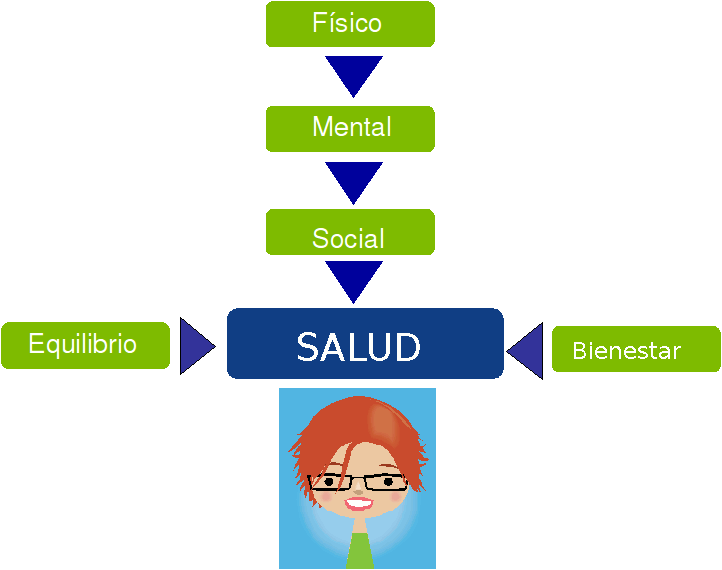 Físico
Mental
Social
Equilibrio
SALUD
Bienestar